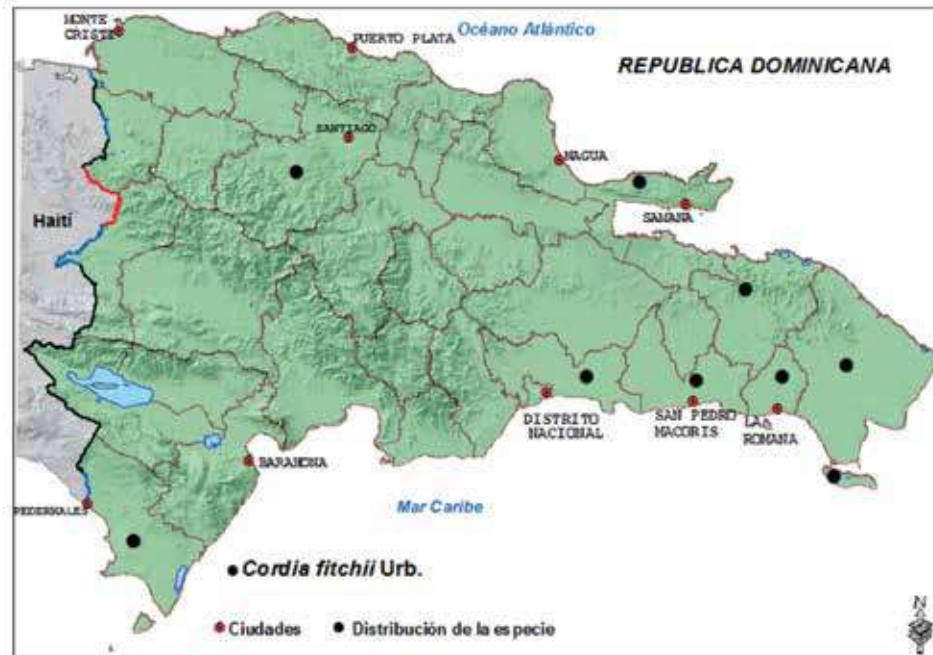 MONTE
CRISTI
PUERTO PLATA
Océano Atlántico
REPUBLICA DOMINICANA
SANTIAGO
NAGUA
Haití
SAMANA
DISTRITO
NACIONAL
SAN PEDRO
MACORIS
LA
ROMANA
BARAHONA
PEDERNALES
Mar Caribe
Cordia fitchii Urb.
Ciudades
Distribución de la especie
N